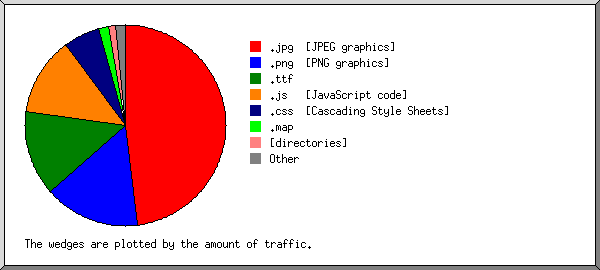 .jpg [JPEG graphics]
.png [PNG graphics]
.ttf
.js [JavaScript code]
.css [Cascading Style Sheets]
.map
[directories]
Other
The wedges are plotted by the amount of traffic.